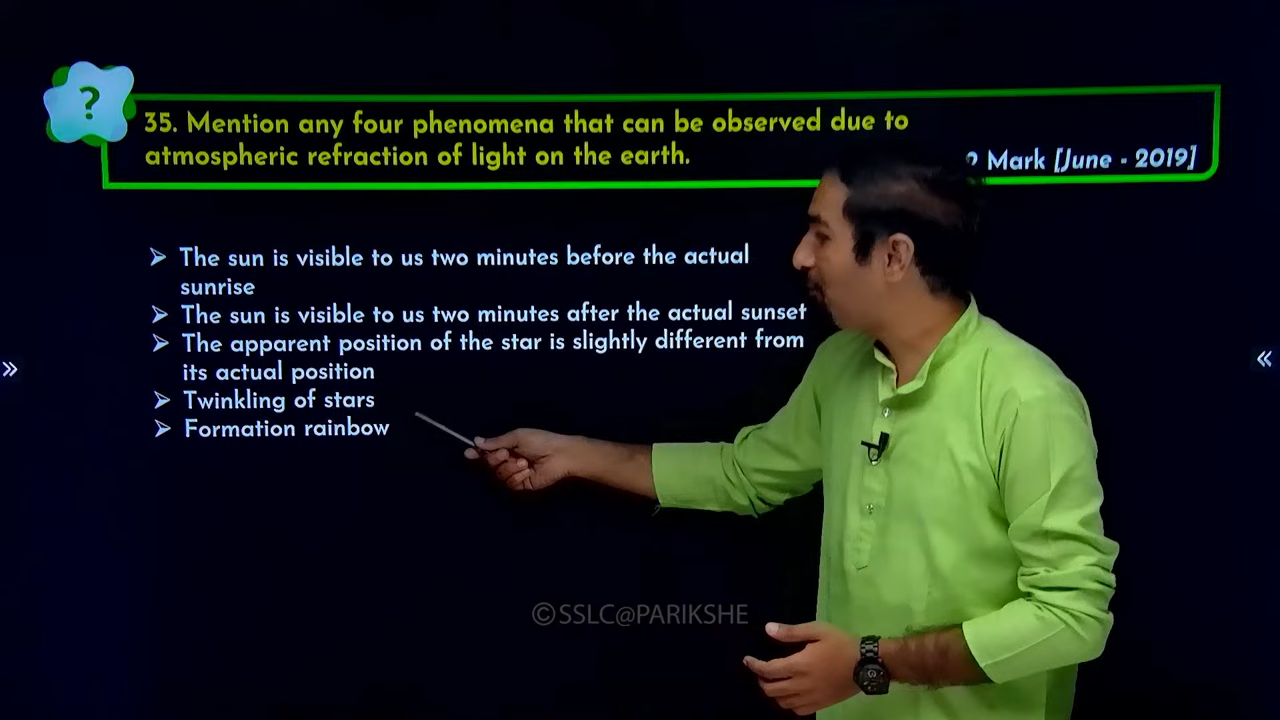 ?
35. Mention any four phenomena that can be observed due to
atmospheric refraction of light on the earth.
Mark [June - 2019]
➢ The sun is visible to us two minutes before the actual
sunrise
➢ The sun is visible to us two minutes after the actual sunset
➢ The apparent position of the star is slightly different from
its actual position
➢ Twinkling of stars
➢ Formation rainbow
»
«
©SSLC@PARIKSHE